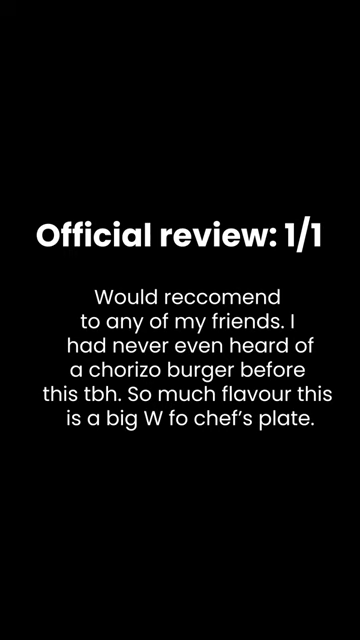 Official review: 1/1
Would reccomend
to any of my friends. I
had never even heard of
a chorizo burger before
this tbh. So much flavour this
is a big W fo chef's plate.